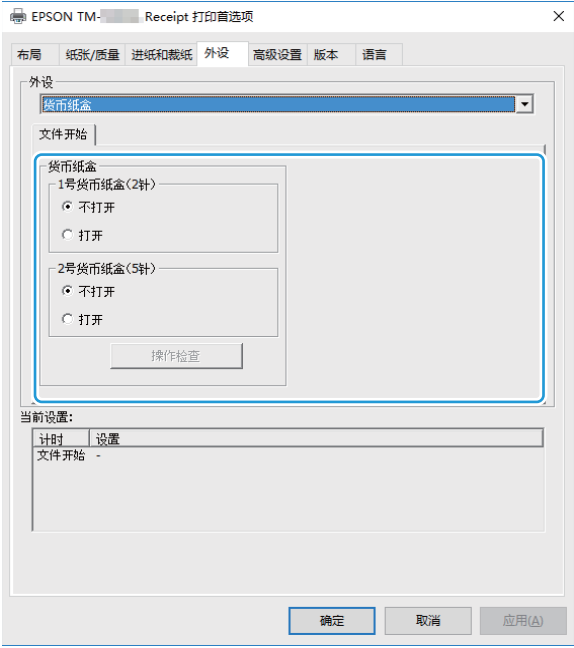 EPSON TM- Receipt 打印首选项
布局 纸张/质量 进纸和裁纸 外设 高级设置 版本 语言
外设
货币纸盒
文件开始
货币纸盒
1号货币纸盒(2针)
不打开
打开
2号货币纸盒(5针)
不打开
打开
操作检查
当前设置:
计时 设置
文件开始 -
确定 取消 应用(A)